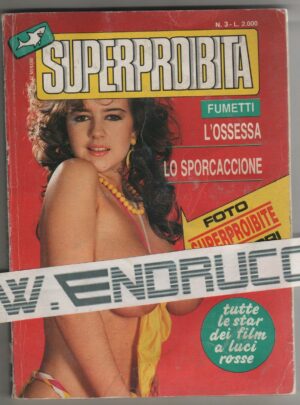 N. 3 - L. 2.000
SUPERPROIBITA
FUMETTI
L'OSSESSA
LO SPORCACCIONE
FOTO
SUPERPROIBITE
W.ENDRUCC
tutte
le star
dei film
a luci
rosse